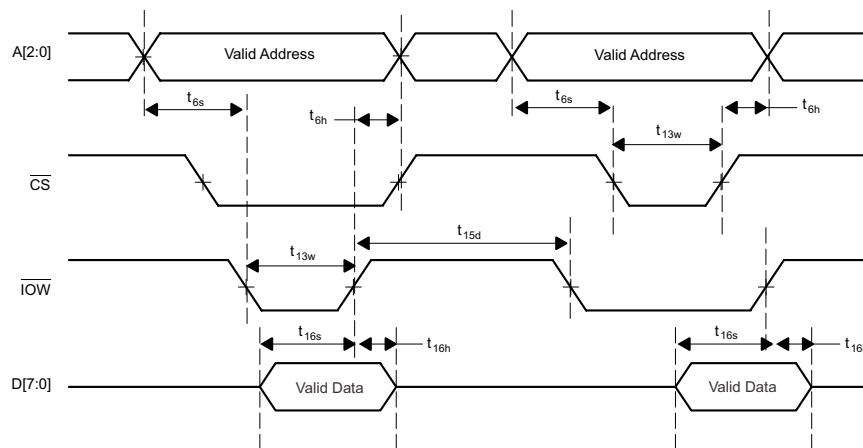 A[2:0]
Valid Address
Valid Address
t6s
t6h
t6s
t6h
t13w
CS
t15d
t13w
IOW
t16s
t16h
t16s
t16
D[7:0]
Valid Data
Valid Data